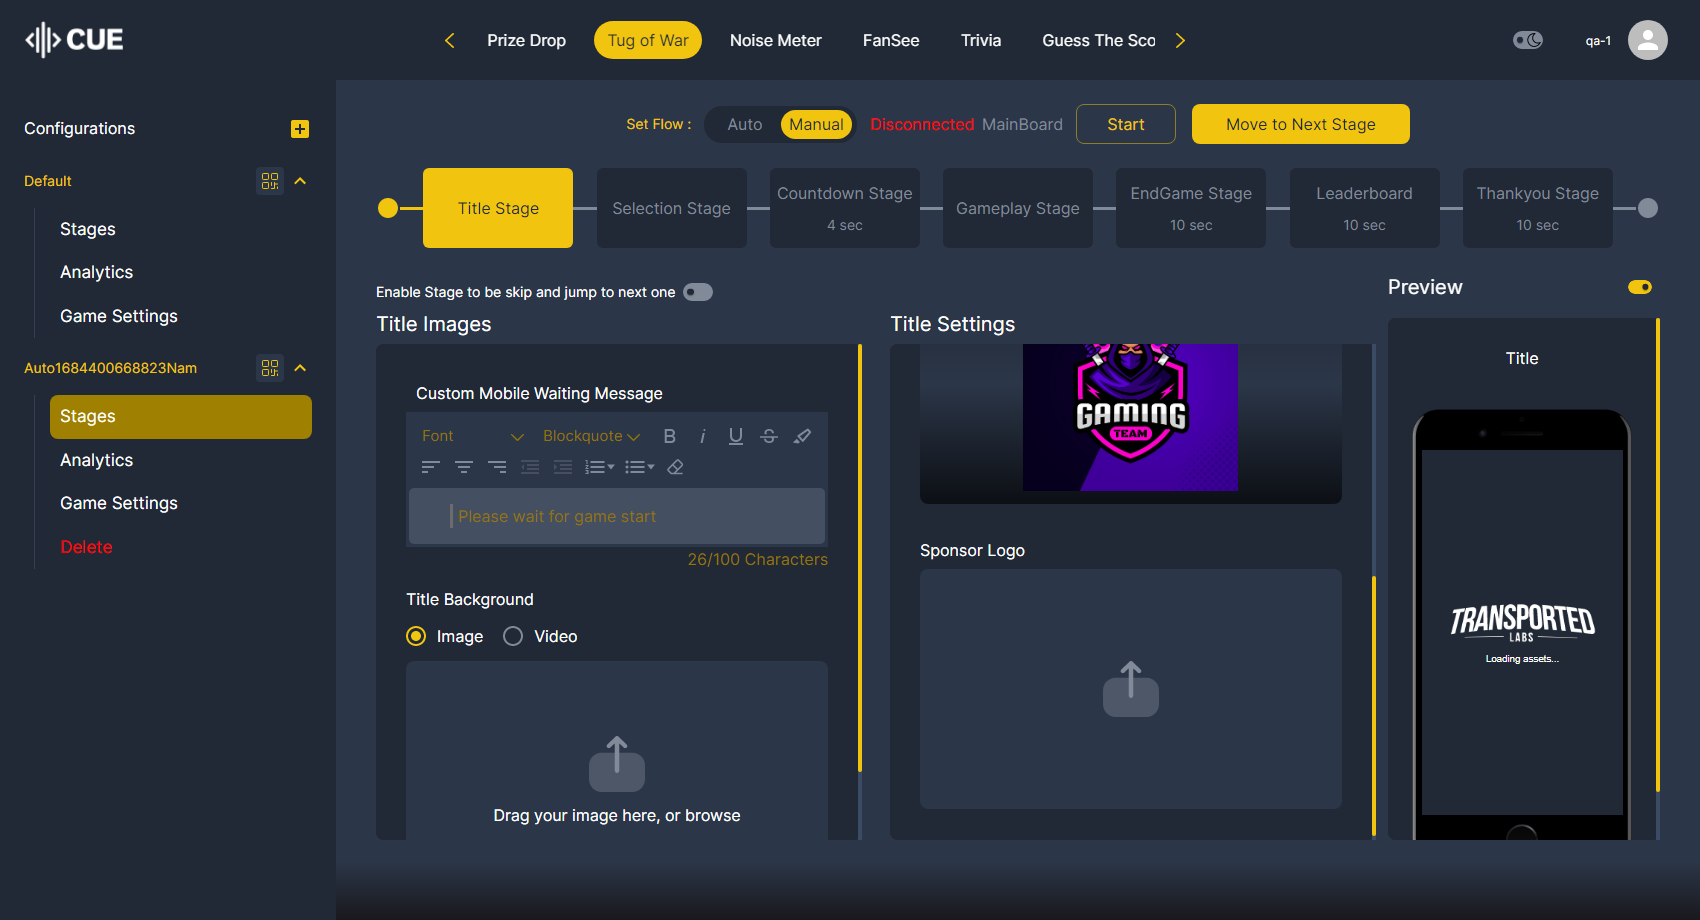 CUE
Prize Drop
Tug of War
Noise Meter
FanSee
Trivia
Guess The Sco
qa-1
Configurations
Default
Stages
Analytics
Game Settings
Auto1684400668823Nam
Stages
Analytics
Game Settings
Delete
Set Flow :
Auto
Manual
Disconnected MainBoard
Start
Move to Next Stage
Title Stage
Selection Stage
Countdown Stage
4 sec
Gameplay Stage
EndGame Stage
10 sec
Leaderboard
10 sec
Thankyou Stage
10 sec
Enable Stage to be skip and jump to next one
Title Images
Custom Mobile Waiting Message
Font
Blockquote
B
i
U
S
Please wait for game start
26/100 Characters
Title Background
Image
Video
Drag your image here, or browse
Title Settings
GAMING
TEAM
Sponsor Logo
Preview
Title
TRANSPORTED
LABS
Loading assets...